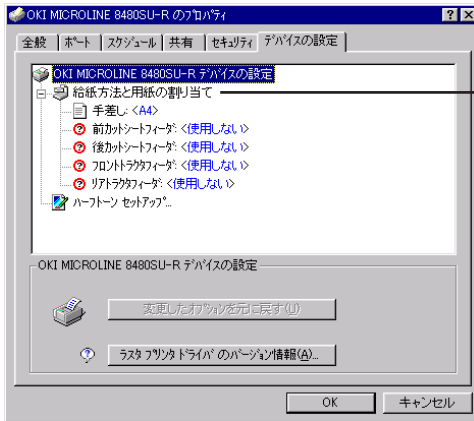 OKI MICROLINE 8480SU-R のﾌﾟﾛﾊﾟﾃｨ
全般 ﾎﾟｰﾄ ｽｹｼﾞｭｰﾙ 共有 ｾｷｭﾘﾃｨ ﾃﾞﾊﾞｲｽの設定
OKI MICROLINE 8480SU-R ﾃﾞﾊﾞｲｽの設定
給紙方法と用紙の割り当て
手差し: <A4>
前ｶｯﾄｼｰﾄﾌｨｰﾀﾞ: <使用しない>
後ｶｯﾄｼｰﾄﾌｨｰﾀﾞ: <使用しない>
ﾌﾛﾝﾄﾄﾗｸﾀﾌｨｰﾀﾞ: <使用しない>
ﾘｱﾄﾗｸﾀﾌｨｰﾀﾞ: <使用しない>
ﾊｰﾌﾄｰﾝ ｾｯﾄｱｯﾌﾟ...
OKI MICROLINE 8480SU-R ﾃﾞﾊﾞｲｽの設定
変更したｵﾌﾟｼｮﾝを元に戻す(U)
ﾗｽﾀ ﾌﾟﾘﾝﾀ ﾄﾞﾗｲﾊﾞ のﾊﾞｰｼﾞｮﾝ情報(A)...
OK キャンセル